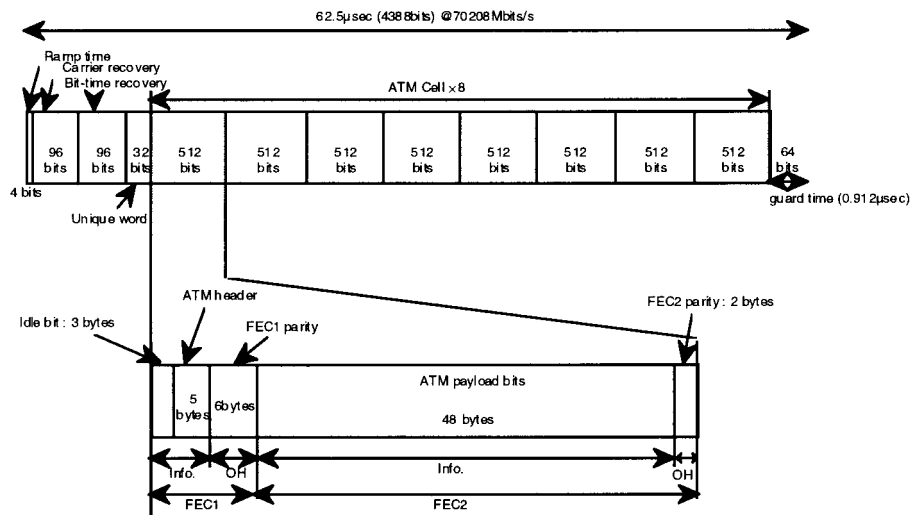 62.5µsec (4388bits) @70208Mbits/s
Ramp time
Carrier recovery
Bit-time recovery
ATM Cell ×8
96 bits
96 bits
32 bits
512 bits
512 bits
512 bits
512 bits
512 bits
512 bits
512 bits
512 bits
64 bits
4 bits
Unique word
guard time (0.912µsec)
ATM header
FEC2 parity : 2 bytes
Idle bit : 3 bytes
FEC1 parity
ATM payload bits
5 bytes
6bytes
48 bytes
Info.
OH
Info.
OH
FEC1
FEC2